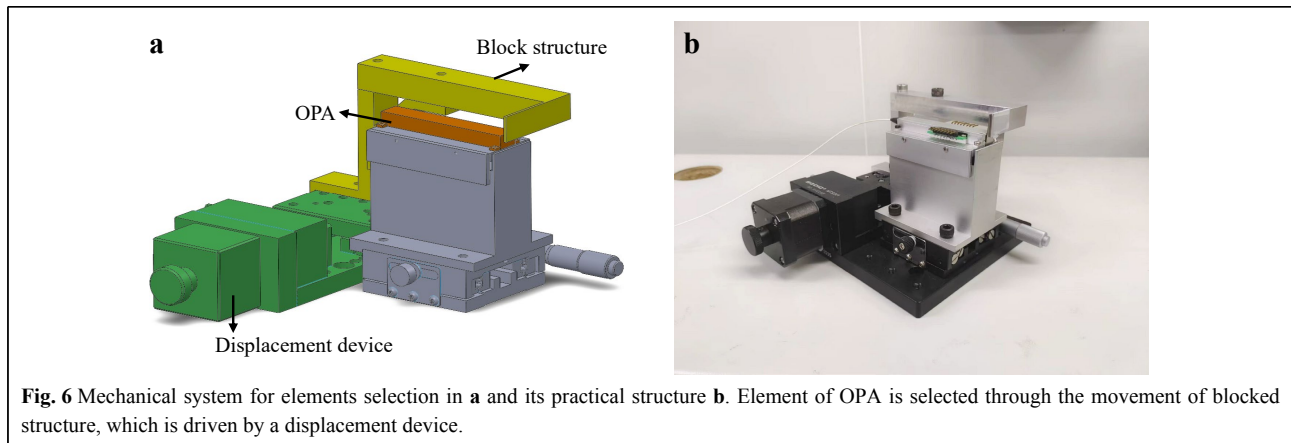 a
b
Block structure
OPA
Displacement device
Fig. 6 Mechanical system for elements selection in a and its practical structure b. Element of OPA is selected through the movement of blocked
structure, which is driven by a displacement device.